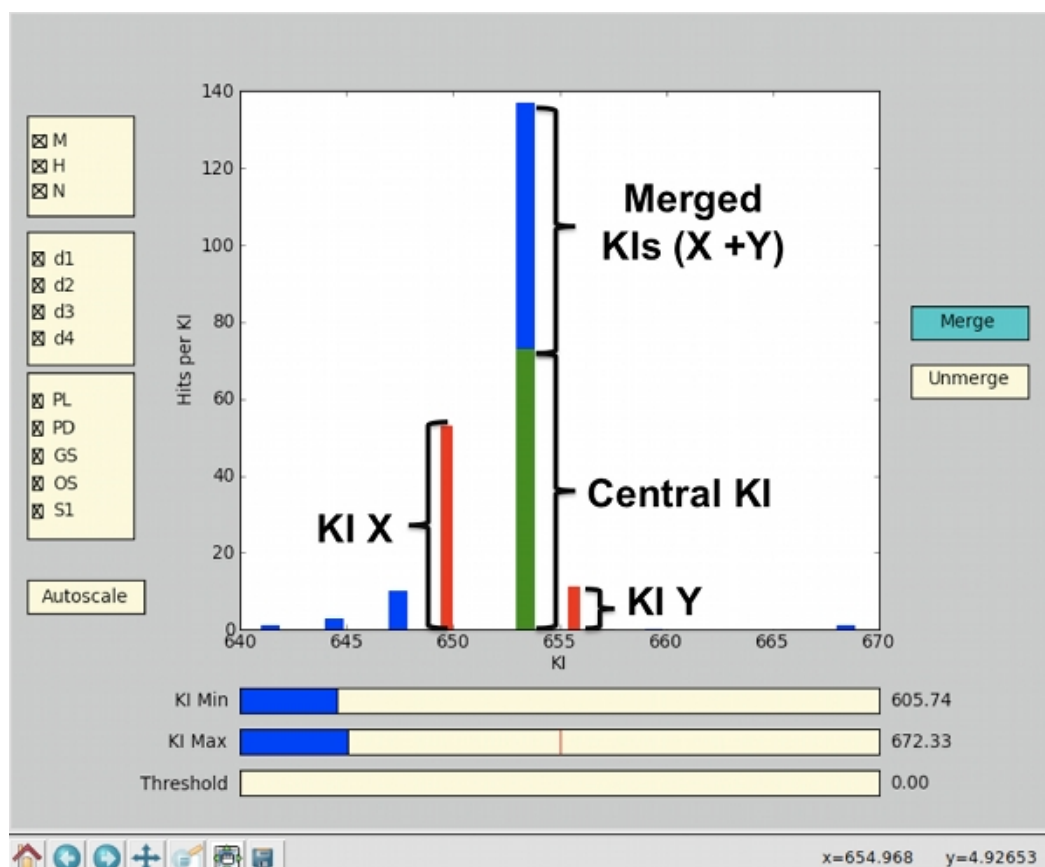 M
H
N
d1
d2
d3
d4
PL
PD
GS
OS
S1
Autoscale
140
120
100
80
60
40
20
0
Hits per KI
640
645
650
655
660
665
670
KI
Merged
KIs (X +Y)
Central KI
KI X
KI Y
Merge
Unmerge
KI Min 605.74
KI Max 672.33
Threshold 0.00
x=654.968 y=4.92653